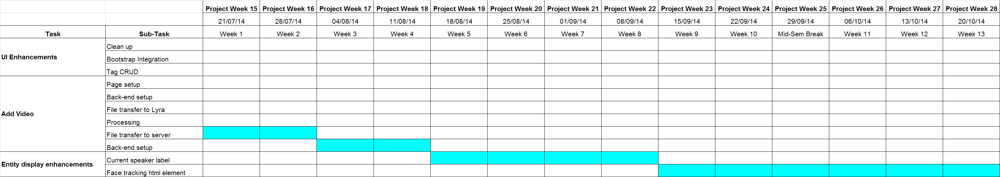 Project Week 15 Project Week 16 Project Week 17 Project Week 18 Project Week 19 Project Week 20 Project Week 21 Project Week 22 Project Week 23 Project Week 24 Project Week 25 Project Week 26 Project Week 27 Project Week 28
21/07/14 28/07/14 04/08/14 11/08/14 18/08/14 25/08/14 01/09/14 08/09/14 15/09/14 22/09/14 29/09/14 06/10/14 13/10/14 20/10/14
Task Sub-Task Week 1 Week 2 Week 3 Week 4 Week 5 Week 6 Week 7 Week 8 Week 9 Week 10 Mid-Sem Break Week 11 Week 12 Week 13
UI Enhancements
Clean up
Bootstrap Integration
Tag CRUD
Add Video
Page setup
Back-end setup
File transfer to Lyra
Processing
File transfer to server
Back-end setup
Entity display enhancements
Current speaker label
Face tracking html element